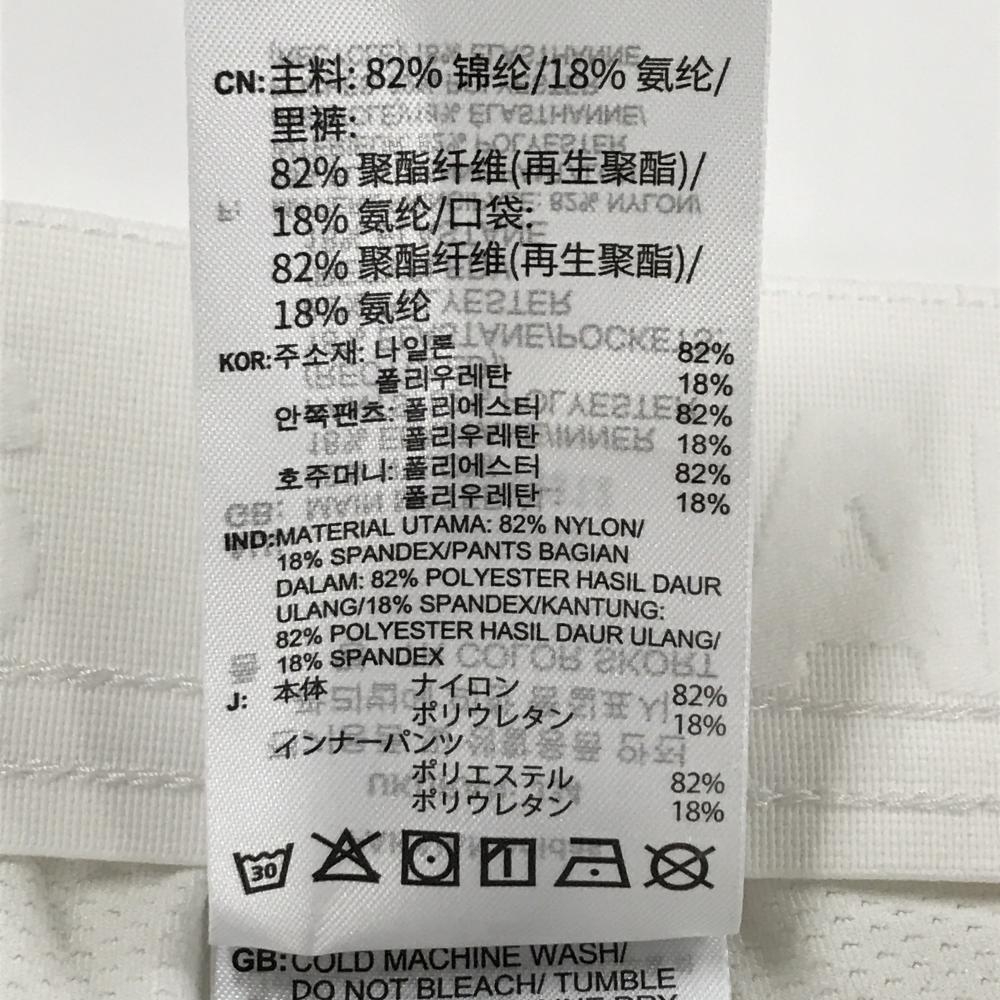 CN:主料: 82% 锦纶/18% 氨纶/
里裤:
82% 聚酯纤维(再生聚酯)/
18% 氨纶/口袋:
82% 聚酯纤维(再生聚酯)/
18% 氨纶
KOR:주소재: 나일론 82%
폴리우레탄 18%
안쪽팬츠: 폴리에스터 82%
폴리우레탄 18%
호주머니: 폴리에스터 82%
폴리우레탄 18%
IND:MATERIAL UTAMA: 82% NYLON/
18% SPANDEX/PANTS BAGIAN
DALAM: 82% POLYESTER HASIL DAUR
ULANG/18% SPANDEX/KANTUNG:
82% POLYESTER HASIL DAUR ULANG/
18% SPANDEX
J: 本体 ナイロン 82%
ポリウレタン 18%
インナーパンツ
ポリエステル 82%
ポリウレタン 18%
30
GB:COLD MACHINE WASH/
DO NOT BLEACH/ TUMBLE